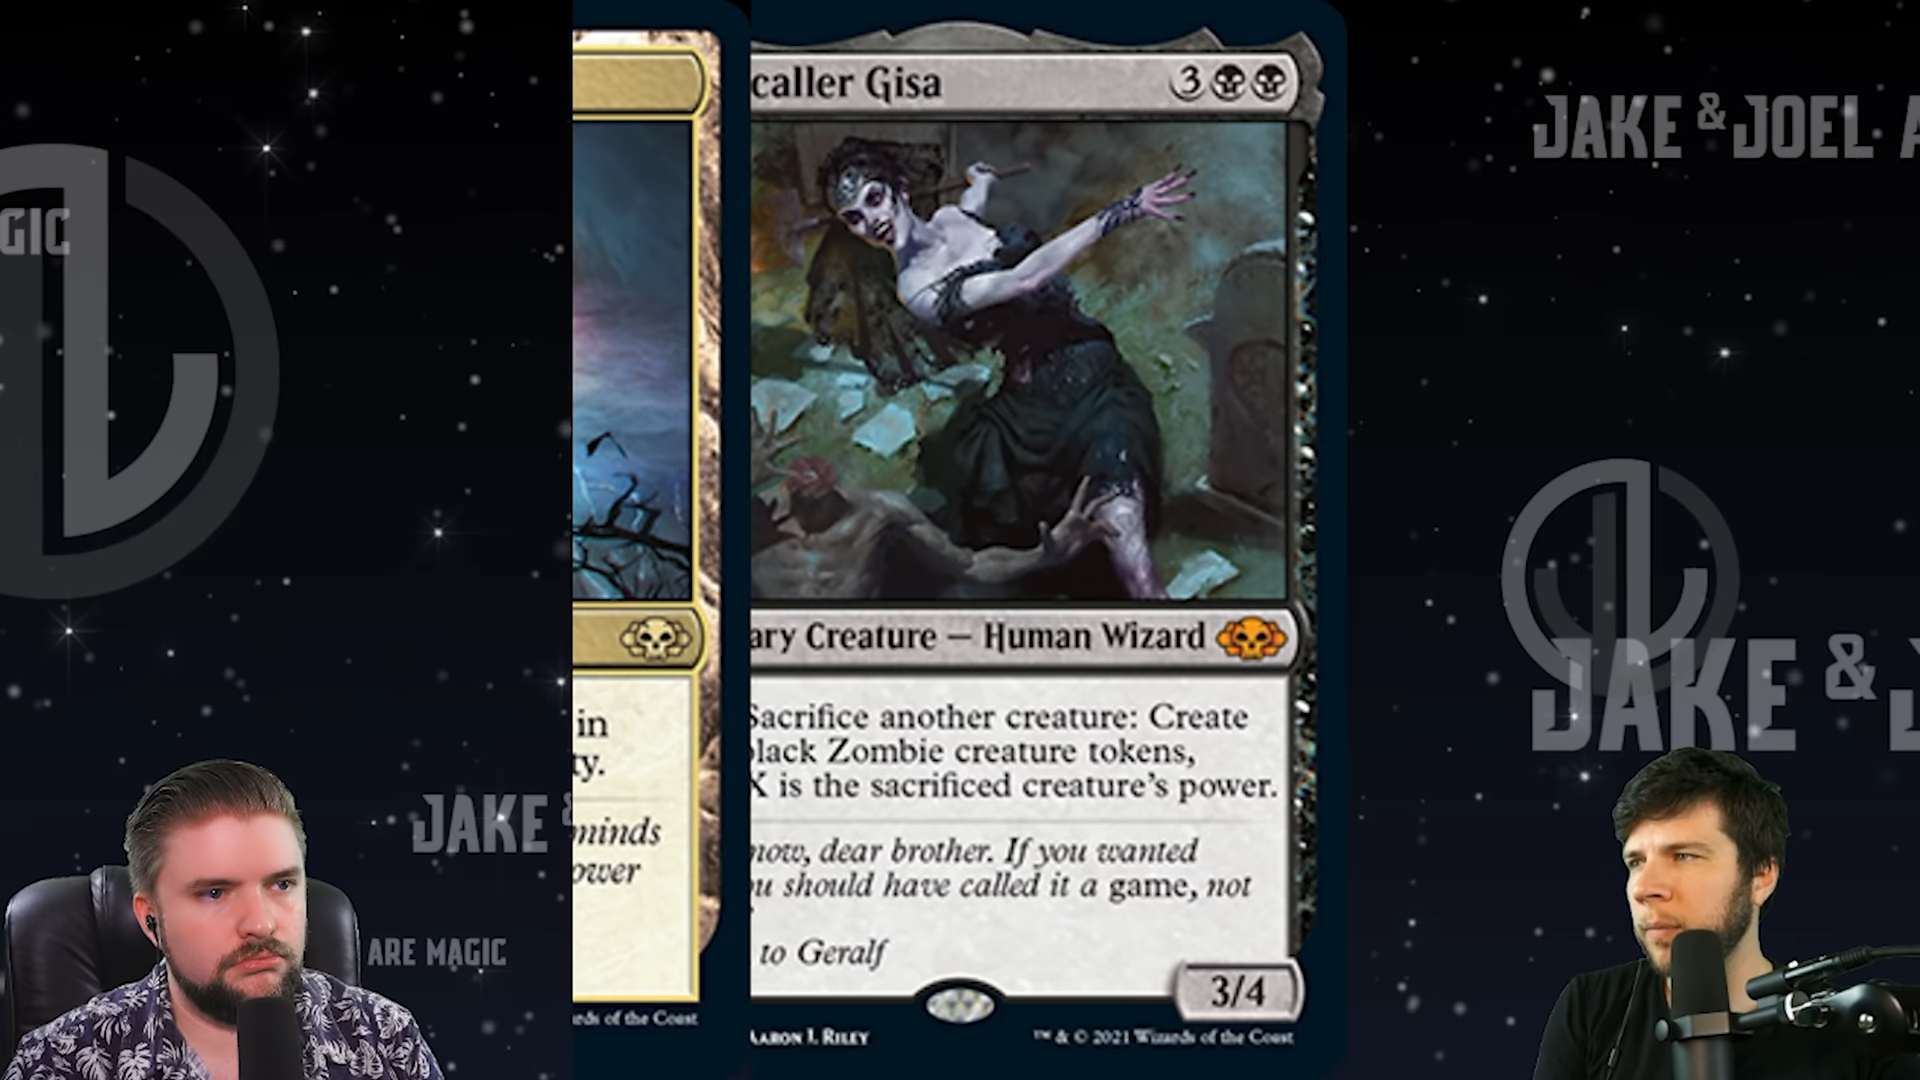 GIC
JAKE &
ARE MAGIC
in
ty.
minds
ower
rds of the Coast
caller Gisa
3
ary Creature — Human Wizard
Sacrifice another creature: Create
black Zombie creature tokens,
X is the sacrificed creature's power.
now, dear brother. If you wanted
u should have called it a game, not
to Geralf
3/4
AARON J. RILEY
™ & © 2021 Wizards of the Coast
JAKE & JOEL A
JAKE & J